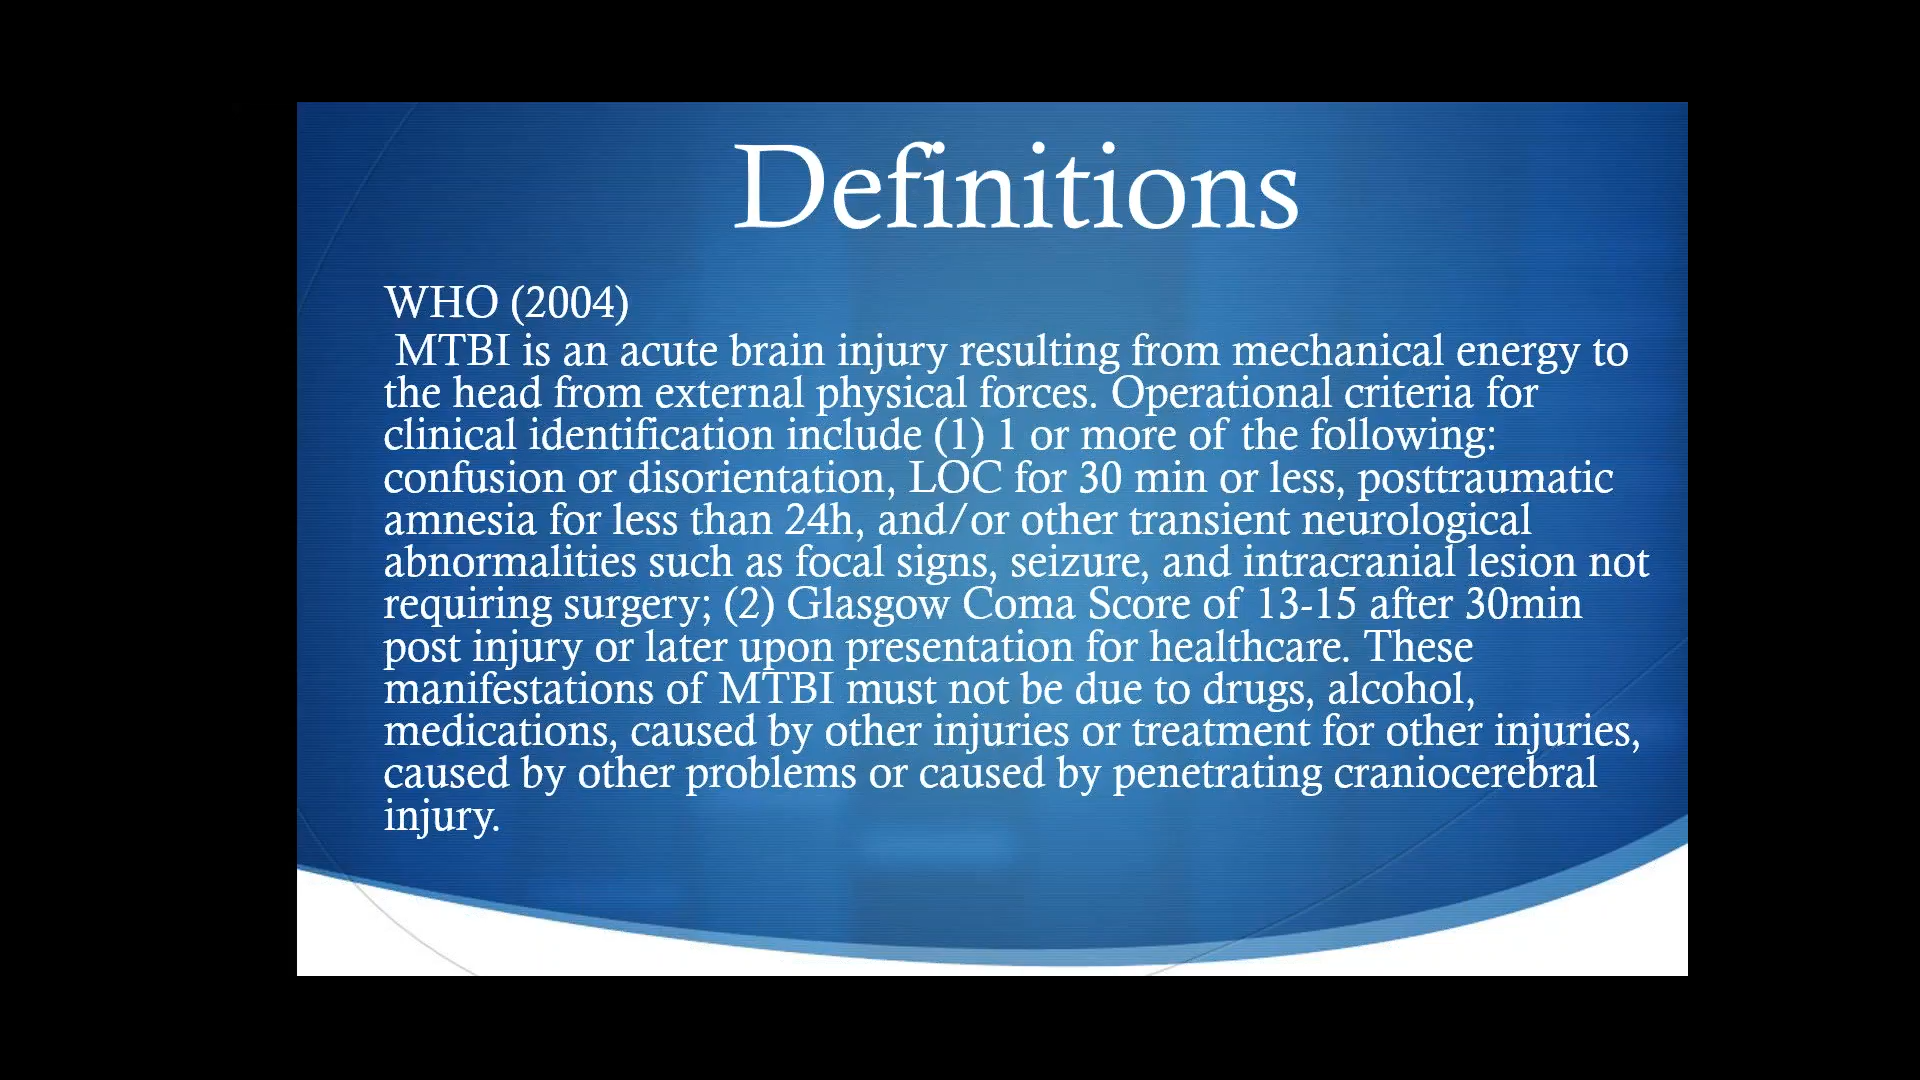 Definitions
WHO (2004)
MTBI is an acute brain injury resulting from mechanical energy to
the head from external physical forces. Operational criteria for
clinical identification include (1) 1 or more of the following:
confusion or disorientation, LOC for 30 min or less, posttraumatic
amnesia for less than 24h, and/or other transient neurological
abnormalities such as focal signs, seizure, and intracranial lesion not
requiring surgery; (2) Glasgow Coma Score of 13-15 after 30min
post injury or later upon presentation for healthcare. These
manifestations of MTBI must not be due to drugs, alcohol,
medications, caused by other injuries or treatment for other injuries,
caused by other problems or caused by penetrating craniocerebral
injury.